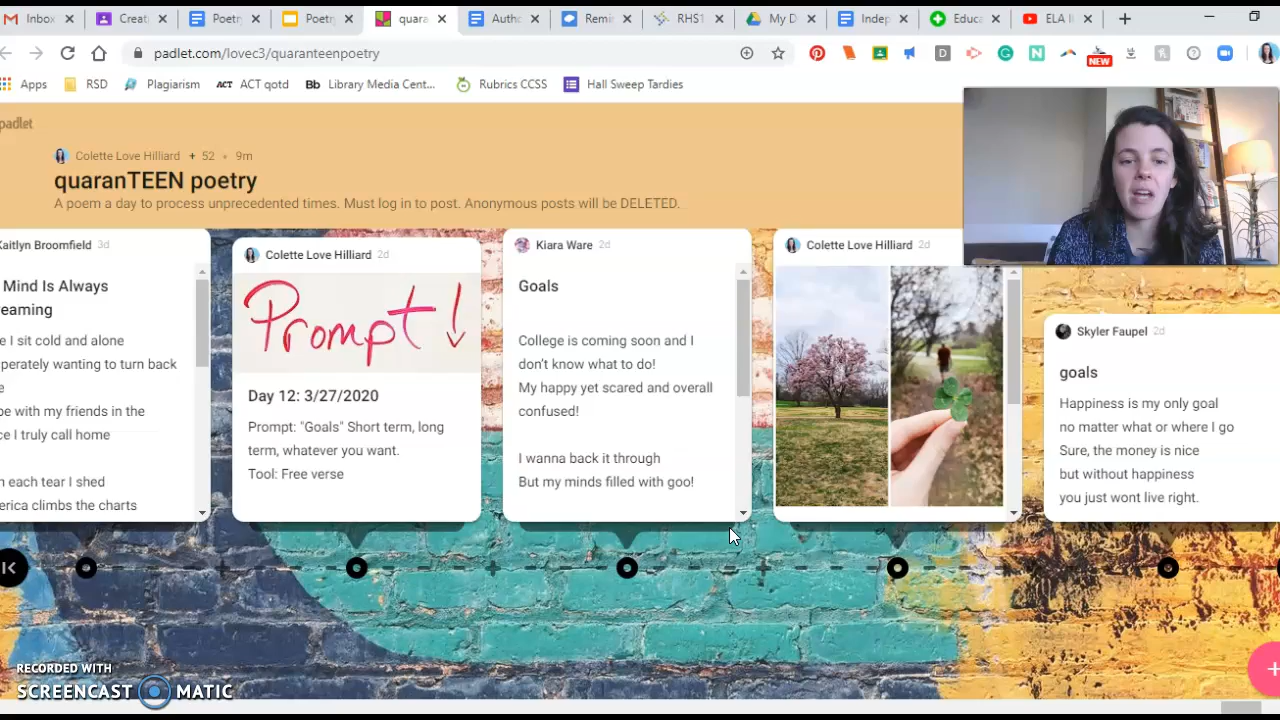 Inbox
Creati
Poetry
Poetry
quara
Autho
Remin
RHS1
My D
Indep
Educa
ELA II
padlet.com/lovec3/quaranteenpoetry
NEW
Apps
RSD
Plagiarism
ACT ACT qotd
Bb Library Media Cent...
Rubrics CCSS
Hall Sweep Tardies
padlet
Colette Love Hilliard + 52 • 9m
quaranTEEN poetry
A poem a day to process unprecedented times. Must log in to post. Anonymous posts will be DELETED.
Kaitlyn Broomfield 3d
Mind Is Always
reaming
e I sit cold and alone
perately wanting to turn back
e
pe with my friends in the
ce I truly call home
n each tear I shed
erica climbs the charts
Colette Love Hilliard 2d
Prompt!
Day 12: 3/27/2020
Prompt: "Goals" Short term, long
term, whatever you want.
Tool: Free verse
Kiara Ware 2d
Goals
College is coming soon and I
don't know what to do!
My happy yet scared and overall
confused!
I wanna back it through
But my minds filled with goo!
Colette Love Hilliard 2d
Skyler Faupel 2d
goals
Happiness is my only goal
no matter what or where I go
Sure, the money is nice
but without happiness
you just wont live right.
RECORDED WITH
SCREENCAST MATIC